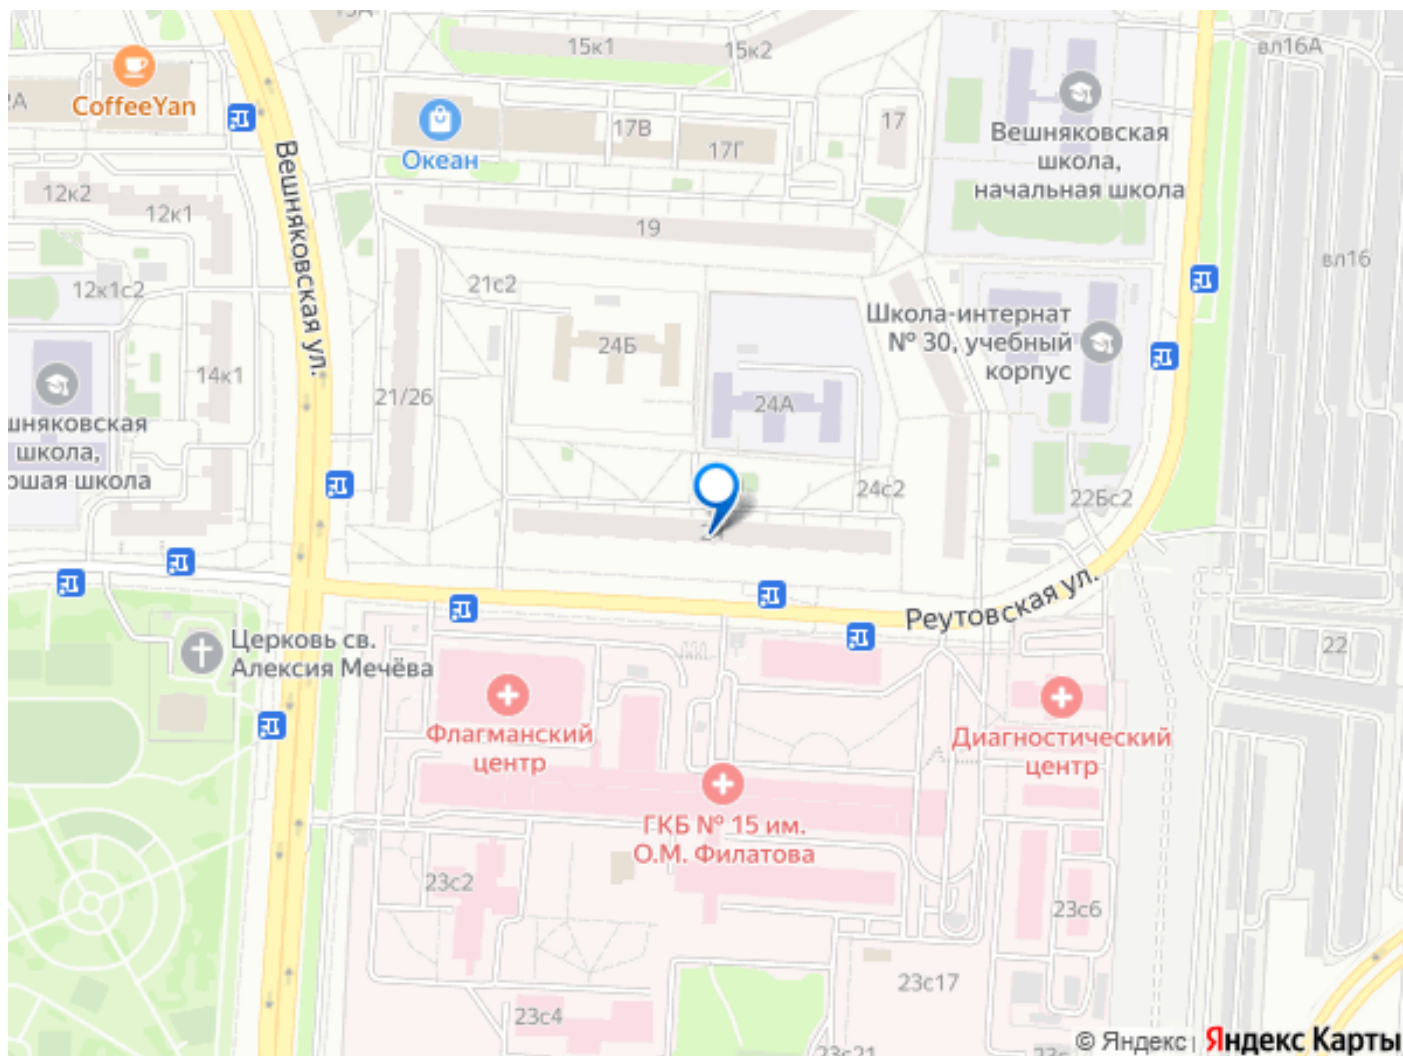 15к1
15к2
вл16А
2А
CoffeeYan
Океан
17В
17Г
17
Вешняковская
школа,
начальная школа
12к2
12к1
Вешняковская ул.
19
вл16
12к1с2
21с2
Школа-интернат
№ 30, учебный
корпус
24Б
14к1
21/26
24А
шняковская
школа,
ршая школа
24с2
22Бс2
Реутовская ул.
Церковь св.
Алексия Мечёва
22
Флагманский
центр
Диагностический
центр
ГКБ № 15 им.
О.М. Филатова
23с2
23с6
23с17
23с4
23с21
© Яндекс
Яндекс Карты